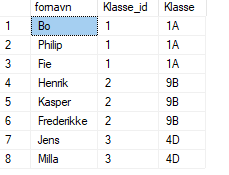 fornavn Klasse_id Klasse
1 Bo 1 1A
2 Philip 1 1A
3 Fie 1 1A
4 Henrik 2 9B
5 Kasper 2 9B
6 Frederikke 2 9B
7 Jens 3 4D
8 Milla 3 4D